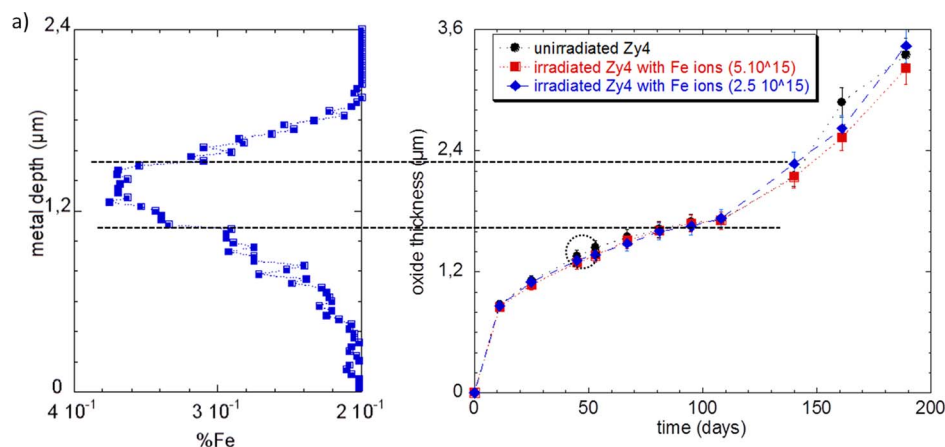 a)
2,4
1,2
0
metal depth (µm)
4 10⁻¹
3 10⁻¹
2 10⁻¹
%Fe
3,6
2,4
1,2
0
oxide thickness (µm)
unirradiated Zy4
irradiated Zy4 with Fe ions (5.10^15)
irradiated Zy4 with Fe ions (2.5 10^15)
0
50
100
150
200
time (days)